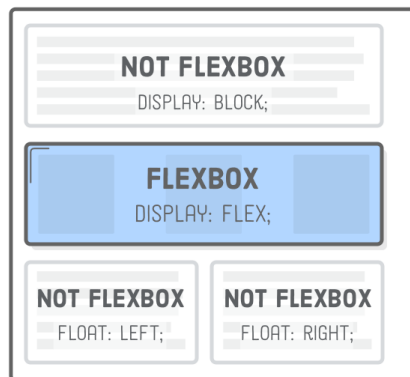 NOT FLEXBOX
DISPLAY: BLOCK;
FLEXBOX
DISPLAY: FLEX;
NOT FLEXBOX
FLOAT: LEFT;
NOT FLEXBOX
FLOAT: RIGHT;